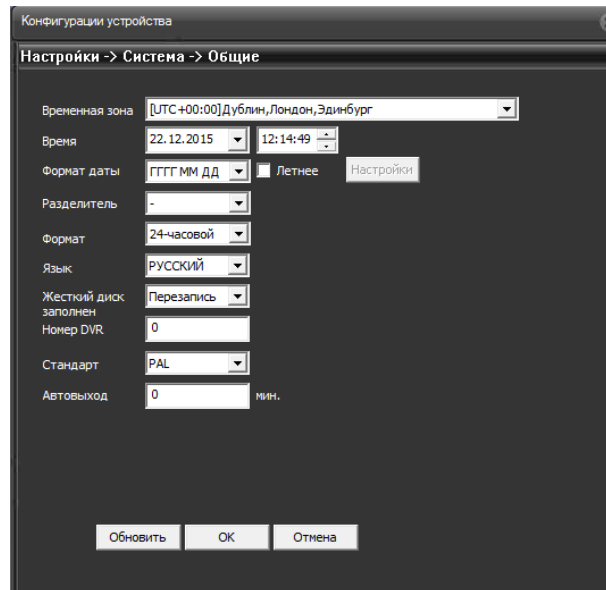 Конфигурации устройства
Настройки -> Система -> Общие
Временная зона [UTC+00:00]Дублин,Лондон,Эдинбург
Время 22.12.2015 12:14:49
Формат даты ГГГГ ММ ДД Летнее Настройки
Разделитель -
Формат 24-часовой
Язык РУССКИЙ
Жесткий диск Перезапись
заполнен
Номер DVR 0
Стандарт PAL
Автовыход 0 мин.
Обновить OK Отмена